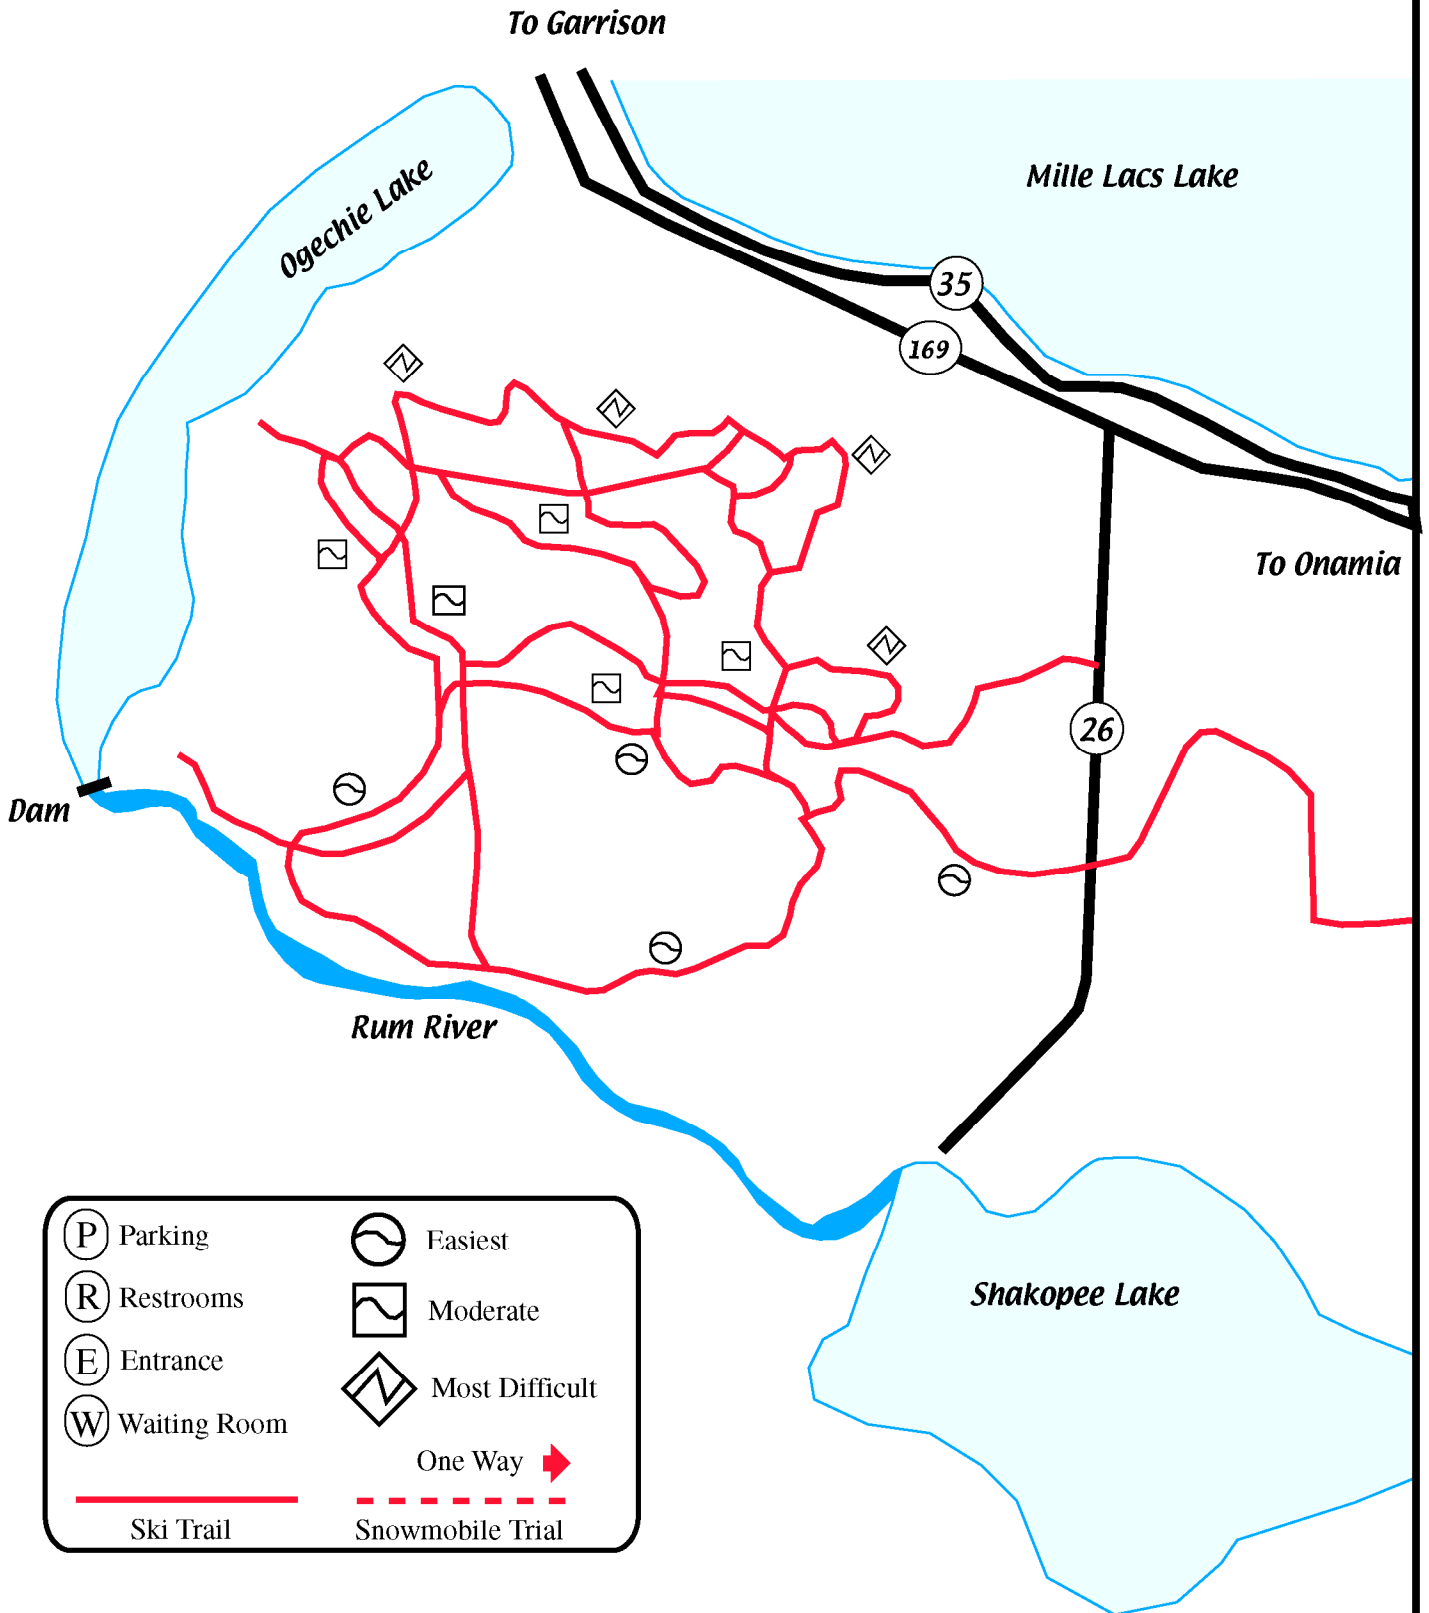 To Garrison
Ogechie Lake
Mille Lacs Lake
35
169
To Onamia
26
Dam
Rum River
Shakopee Lake
P Parking
R Restrooms
E Entrance
W Waiting Room
Easiest
Moderate
Most Difficult
One Way
Ski Trail
Snowmobile Trial